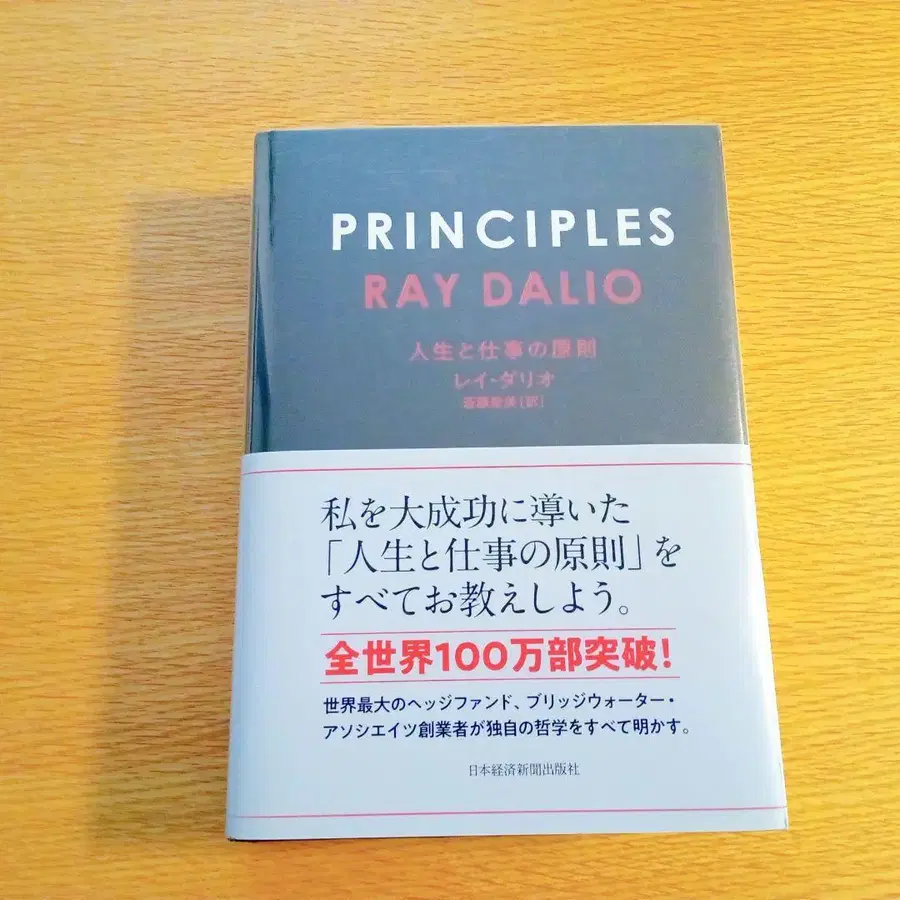 PRINCIPLES
RAY DALIO
人生と仕事の原則
レイ・ダリオ
斎藤聖美[訳]
私を大成功に導いた
「人生と仕事の原則」を
すべてお教えしよう。
全世界100万部突破!
世界最大のヘッジファンド、ブリッジウォーター・
アソシエイツ創業者が独自の哲学をすべて明かす。
日本経済新聞出版社